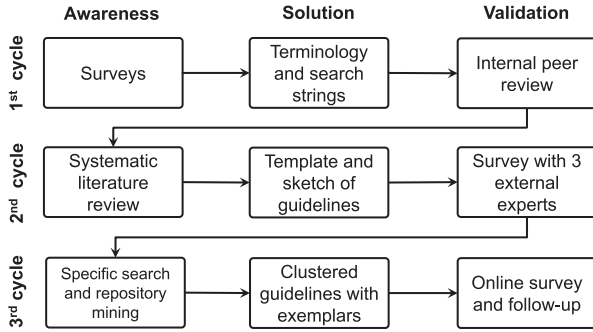 Awareness Solution Validation
1st cycle
Surveys
Terminology
and search
strings
Internal peer
review
2nd cycle
Systematic
literature
review
Template and
sketch of
guidelines
Survey with 3
external
experts
3rd cycle
Specific search
and repository
mining
Clustered
guidelines with
exemplars
Online survey
and follow-up